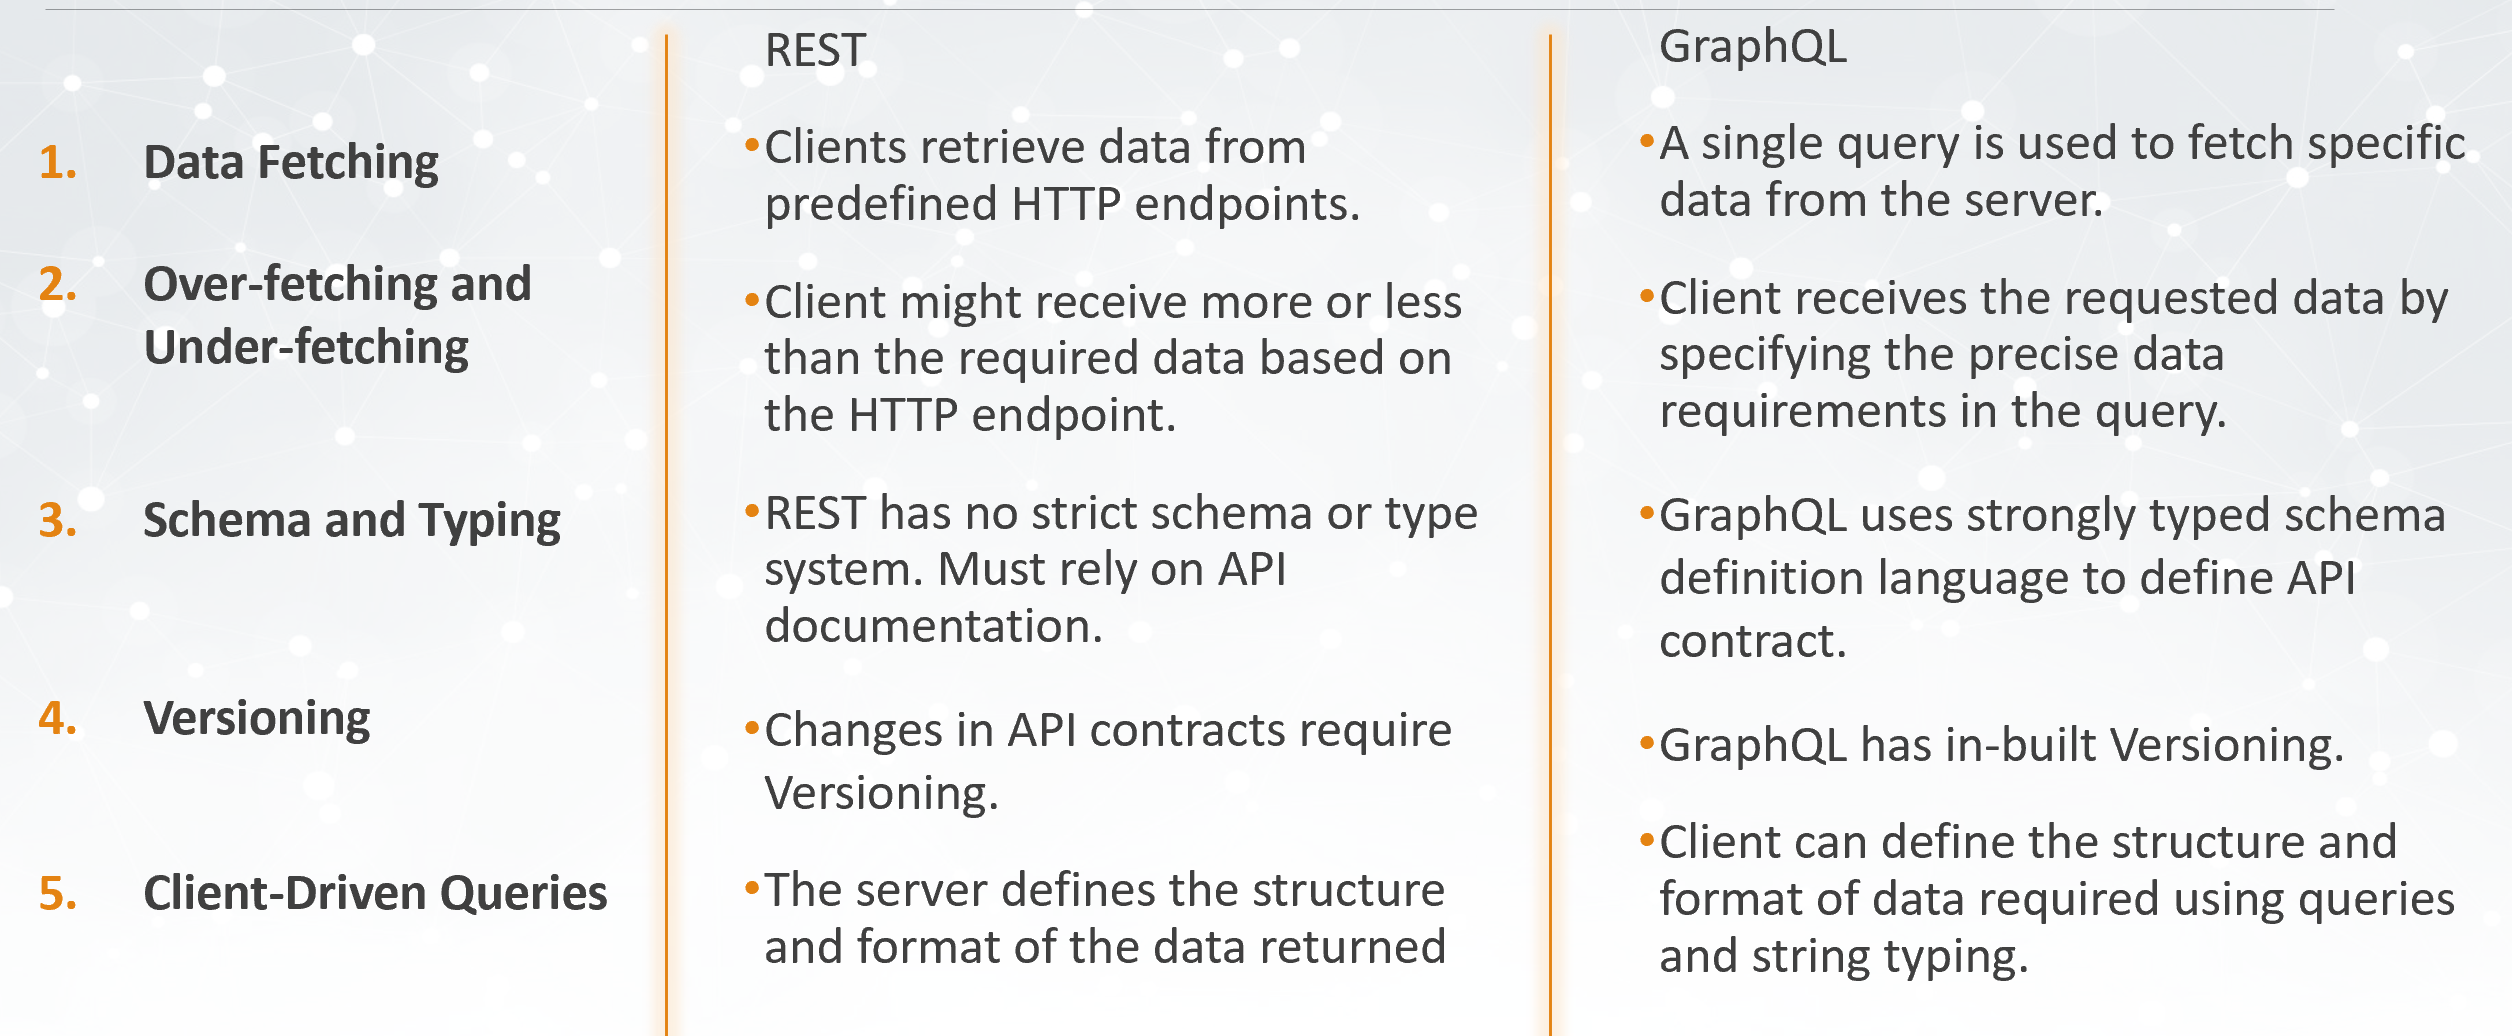 1. Data Fetching
2. Over-fetching and
Under-fetching
3. Schema and Typing
4. Versioning
5. Client-Driven Queries
REST
•Clients retrieve data from
predefined HTTP endpoints.
•Client might receive more or less
than the required data based on
the HTTP endpoint.
•REST has no strict schema or type
system. Must rely on API
documentation.
•Changes in API contracts require
Versioning.
•The server defines the structure
and format of the data returned
GraphQL
•A single query is used to fetch specific
data from the server.
•Client receives the requested data by
specifying the precise data
requirements in the query.
•GraphQL uses strongly typed schema
definition language to define API
contract.
•GraphQL has in-built Versioning.
•Client can define the structure and
format of data required using queries
and string typing.